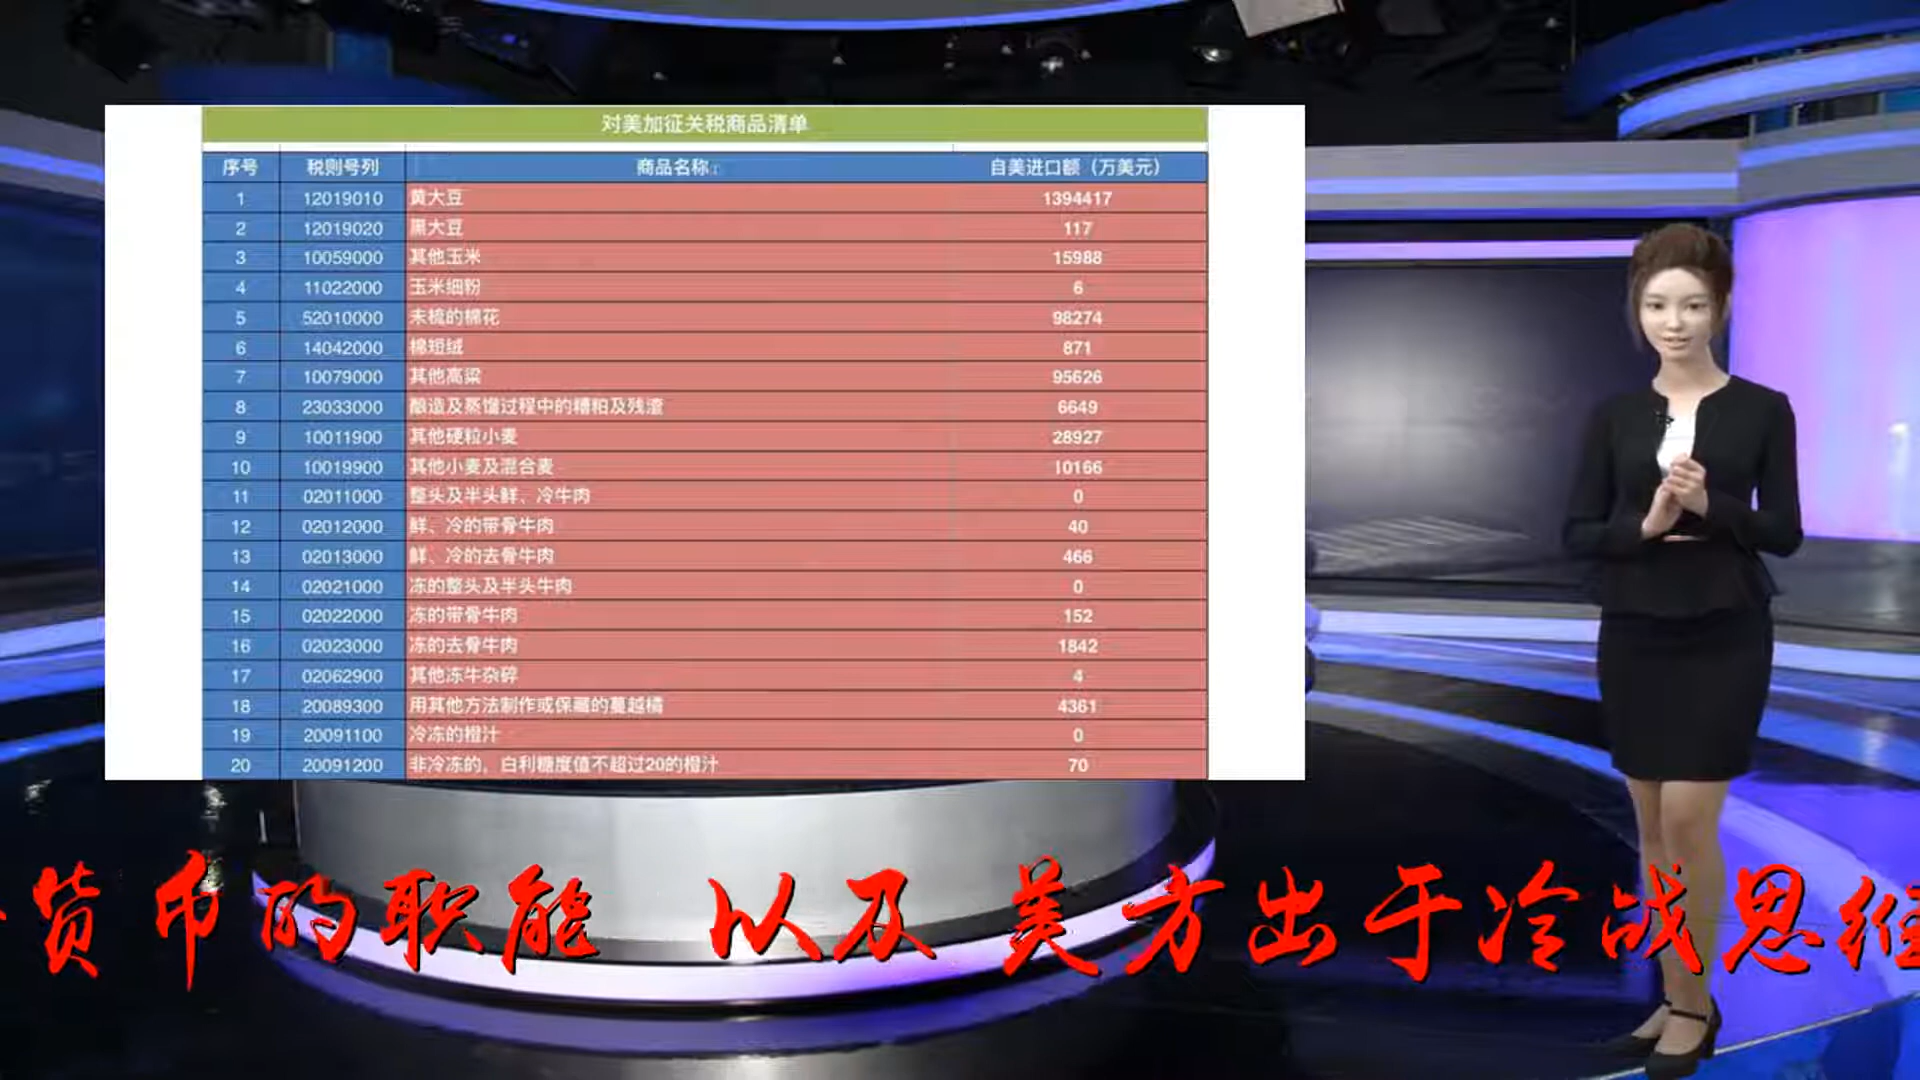 对美加征关税商品清单
序号 税则号列 商品名称 自美进口额（万美元）
1 12019010 黄大豆 1394417
2 12019020 黑大豆 117
3 10059000 其他玉米 15988
4 11022000 玉米细粉 6
5 52010000 未梳的棉花 98274
6 14042000 棉短绒 871
7 10079000 其他高粱 95626
8 23033000 酿造及蒸馏过程中的糟粕及残渣 6649
9 10011900 其他硬粒小麦 28927
10 10019900 其他小麦及混合麦 10166
11 02011000 整头及半头鲜、冷牛肉 0
12 02012000 鲜、冷的带骨牛肉 40
13 02013000 鲜、冷的去骨牛肉 466
14 02021000 冻的整头及半头牛肉 0
15 02022000 冻的带骨牛肉 152
16 02023000 冻的去骨牛肉 1842
17 02062900 其他冻牛杂碎 4
18 20089300 用其他方法制作或保藏的蔓越橘 4361
19 20091100 冷冻的橙汁 0
20 20091200 非冷冻的，白利糖度值不超过20的橙汁 70
货币的职能 以及 美方出于冷战思维